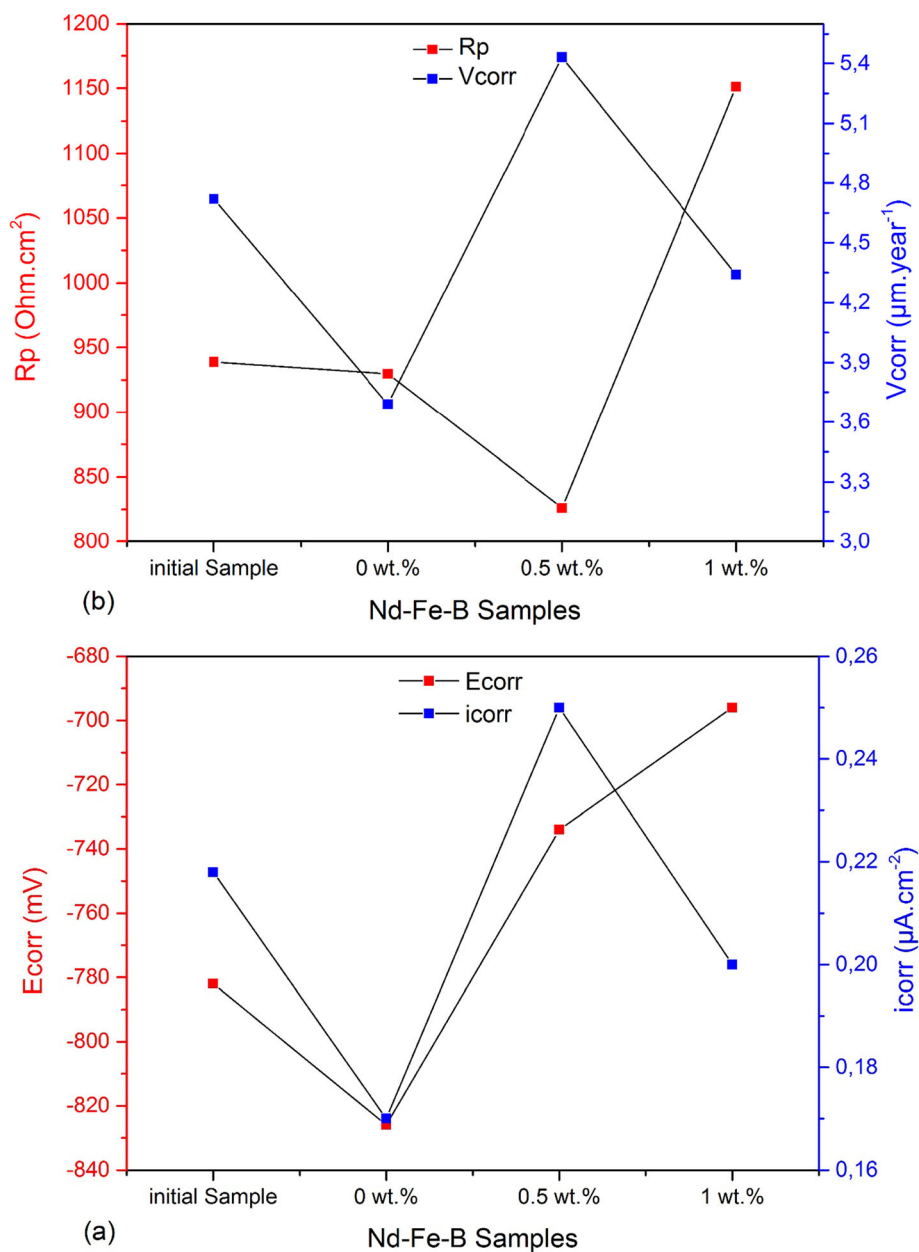 Rp
Vcorr
1200
1150
1100
1050
1000
950
900
850
800
Rp (Ohm.cm²)
5,4
5,1
4,8
4,5
4,2
3,9
3,6
3,3
3,0
Vcorr (µm.year⁻¹)
initial Sample 0 wt.% 0.5 wt.% 1 wt.%
(b)
Nd-Fe-B Samples
Ecorr
icorr
-680
-700
-720
-740
-760
-780
-800
-820
-840
Ecorr (mV)
0,26
0,24
0,22
0,20
0,18
0,16
icorr (µA.cm⁻²)
initial Sample 0 wt.% 0.5 wt.% 1 wt.%
(a)
Nd-Fe-B Samples